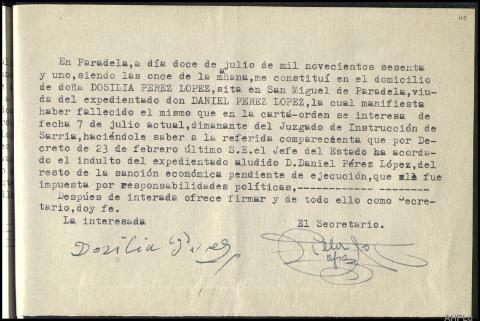 En Paradela, a día doce de julio de mil novecientos sesenta
y uno, siendo las once de la mañana, me constituí en el domicilio
de doña DOSILIA PEREZ LOPEZ, sita en San Miguel de Paradela, viu-
da del expedientado don DANIEL PEREZ LOPEZ, la cual manifiesta
haber fallecido el mismo que en la cartá-orden se interesa de
fecha 7 de julio actual, dimanante del Juzgado de Instrucción de
Sarria, haciéndole saber a la referida compareciente que por De-
creto de 23 de febrero último S.E. el Jefe del Estado ha acorda-
do el indulto del expedientado aludido D. Daniel Pérez López, del
resto de la sanción económica pendiente de ejecución, que le fue
impuesta por responsabilidades políticas, ----------- --------
Despúes de interada ofrece firmar y de todo ello como Secre-
tario, doy fe.
La interesada El Secretario.
Dosilia Perez
Lopez